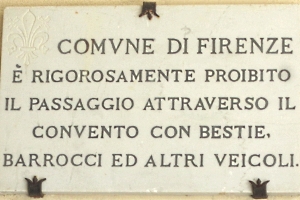 COMVNE DI FIRENZE
È RIGOROSAMENTE PROIBITO
IL PASSAGGIO ATTRAVERSO IL
CONVENTO CON BESTIE,
BARROCCI ED ALTRI VEICOLI.